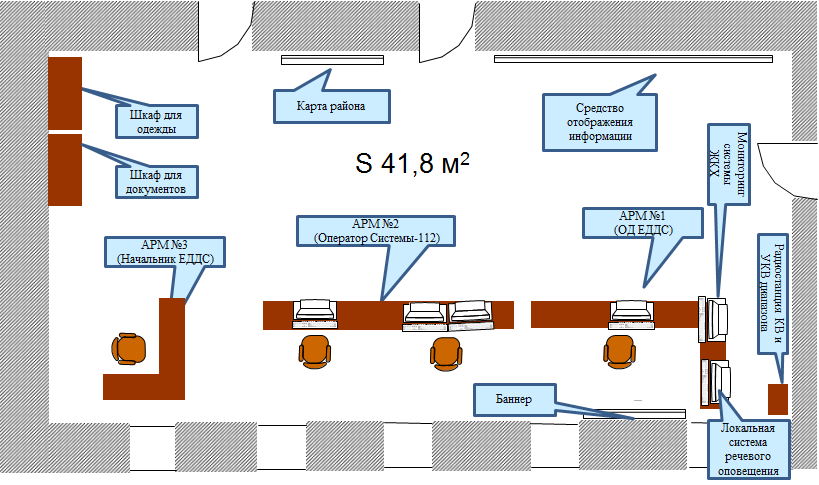 Карта района
Средство
отображения
информации
Шкаф для
одежды
Шкаф для
документов
S 41,8 м²
Мониторинг
системы
ЖКХ
АРМ №3
(Начальник ЕДДС)
АРМ №2
(Оператор Системы-112)
АРМ №1
(ОД ЕДДС)
Радиостанция КВ и
УКВ диапазона
Баннер
Локальная
система
речевого
оповещения